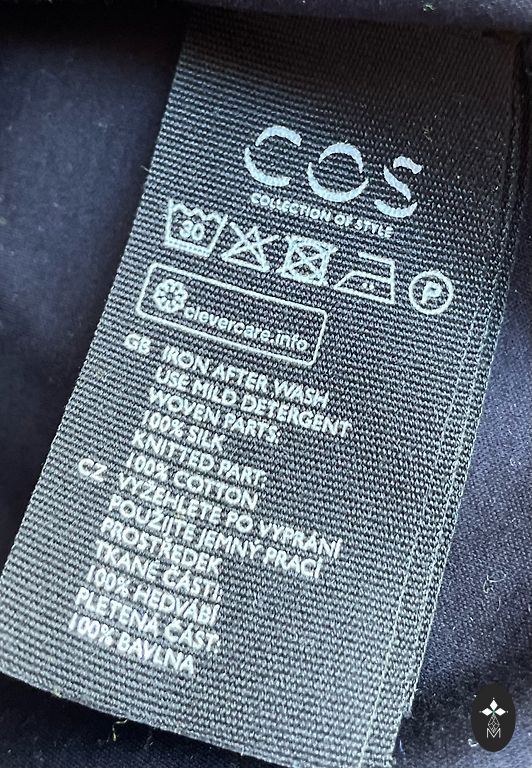 COS
COLLECTION OF STYLE
30
P
clevercare.info
GB IRON AFTER WASH
USE MILD DETERGENT
WOVEN PARTS:
100% SILK
KNITTED PART:
100% COTTON
CZ VYŽEHLETE PO VYPRÁNÍ
POUŽIJTE JEMNÝ PRACÍ
PROSTŘEDEK
TKANÉ ČÁSTI:
100% HEDVÁBÍ
PLETENÁ ČÁST:
100% BAVLNA
M